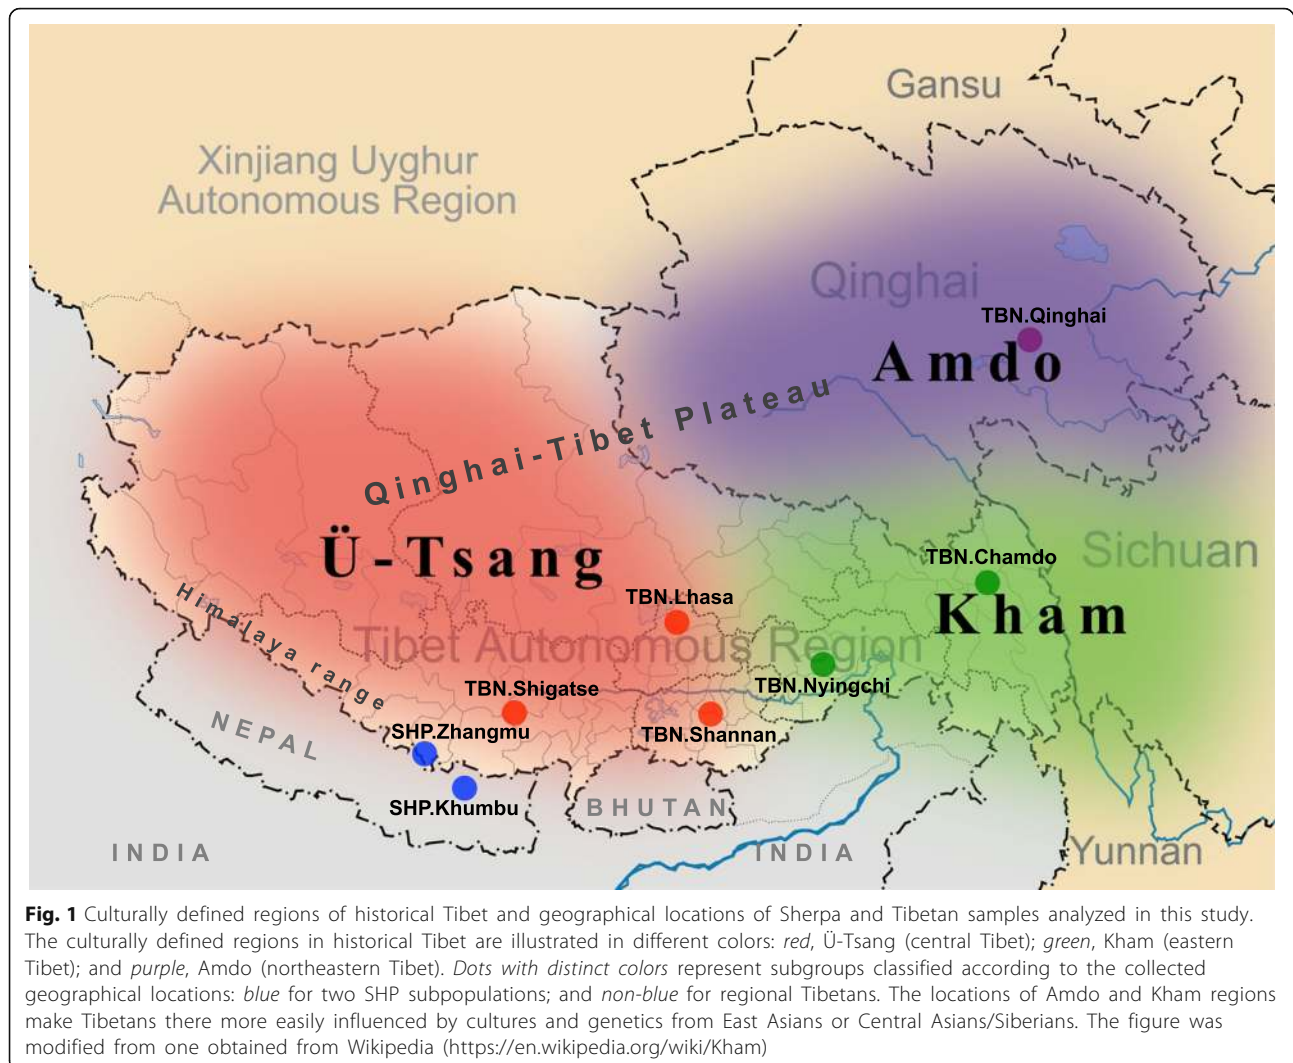 Gansu
Xinjiang Uyghur
Autonomous Region
Qinghai
TBN.Qinghai
Amdo
Qinghai-Tibet Plateau
Ü-Tsang
Sichuan
TBN.Chamdo
Himalaya range
TBN.Lhasa
Kham
Tibet Autonomous Region
TBN.Shigatse
TBN.Nyingchi
SHP.Zhangmu
TBN.Shannan
NEPAL
SHP.Khumbu
BHUTAN
INDIA
INDIA
Yunnan
Fig. 1 Culturally defined regions of historical Tibet and geographical locations of Sherpa and Tibetan samples analyzed in this study.
The culturally defined regions in historical Tibet are illustrated in different colors: red, Ü-Tsang (central Tibet); green, Kham (eastern
Tibet); and purple, Amdo (northeastern Tibet). Dots with distinct colors represent subgroups classified according to the collected
geographical locations: blue for two SHP subpopulations; and non-blue for regional Tibetans. The locations of Amdo and Kham regions
make Tibetans there more easily influenced by cultures and genetics from East Asians or Central Asians/Siberians. The figure was
modified from one obtained from Wikipedia (https://en.wikipedia.org/wiki/Kham)